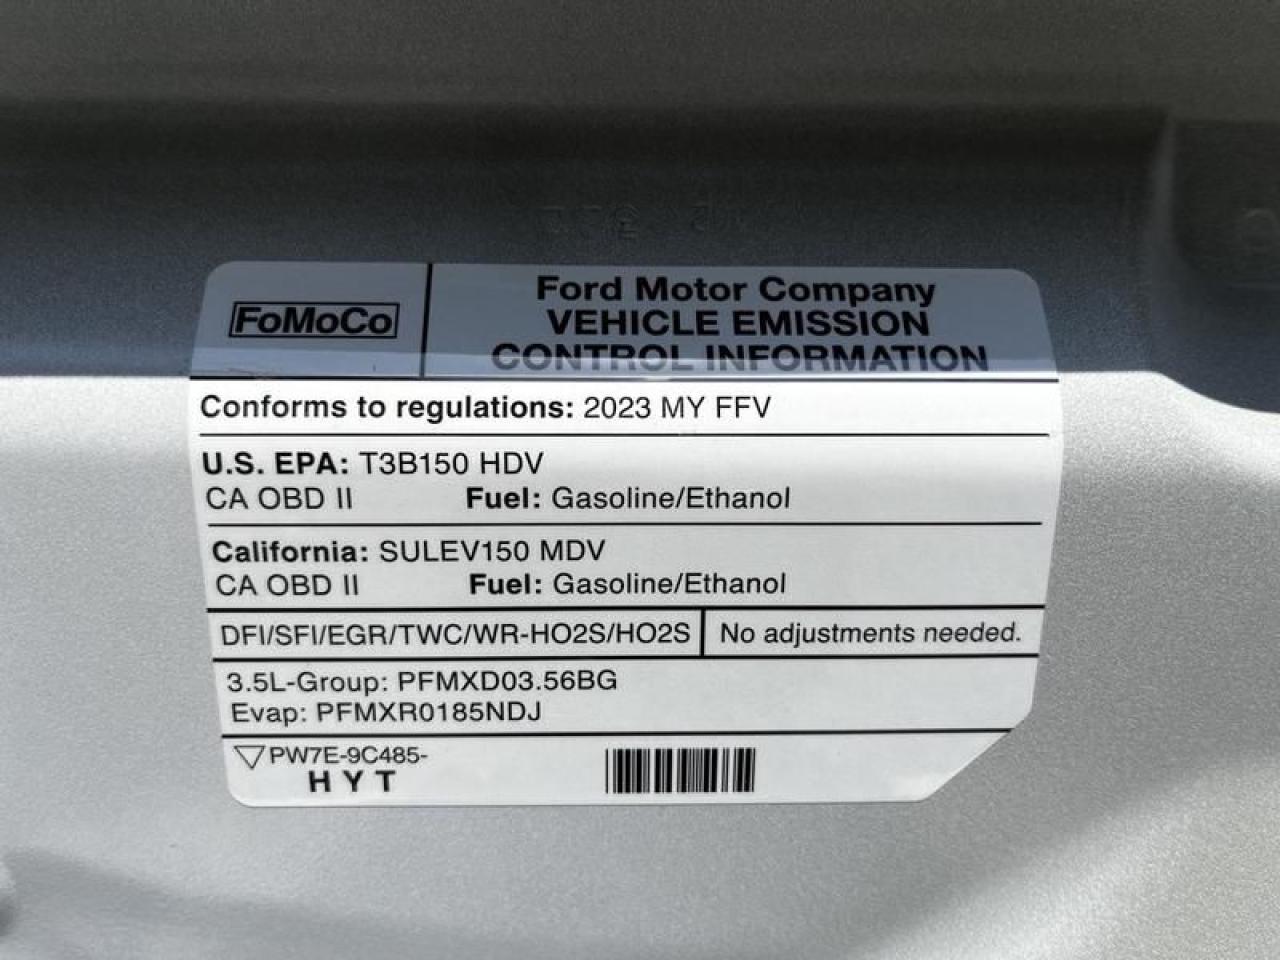 FoMoCo
Ford Motor Company
VEHICLE EMISSION
CONTROL INFORMATION
Conforms to regulations: 2023 MY FFV
U.S. EPA: T3B150 HDV
CA OBD II Fuel: Gasoline/Ethanol
California: SULEV150 MDV
CA OBD II Fuel: Gasoline/Ethanol
DFI/SFI/EGR/TWC/WR-HO2S/HO2S No adjustments needed.
3.5L-Group: PFMXD03.56BG
Evap: PFMXR0185NDJ
PW7E-9C485-
HYT